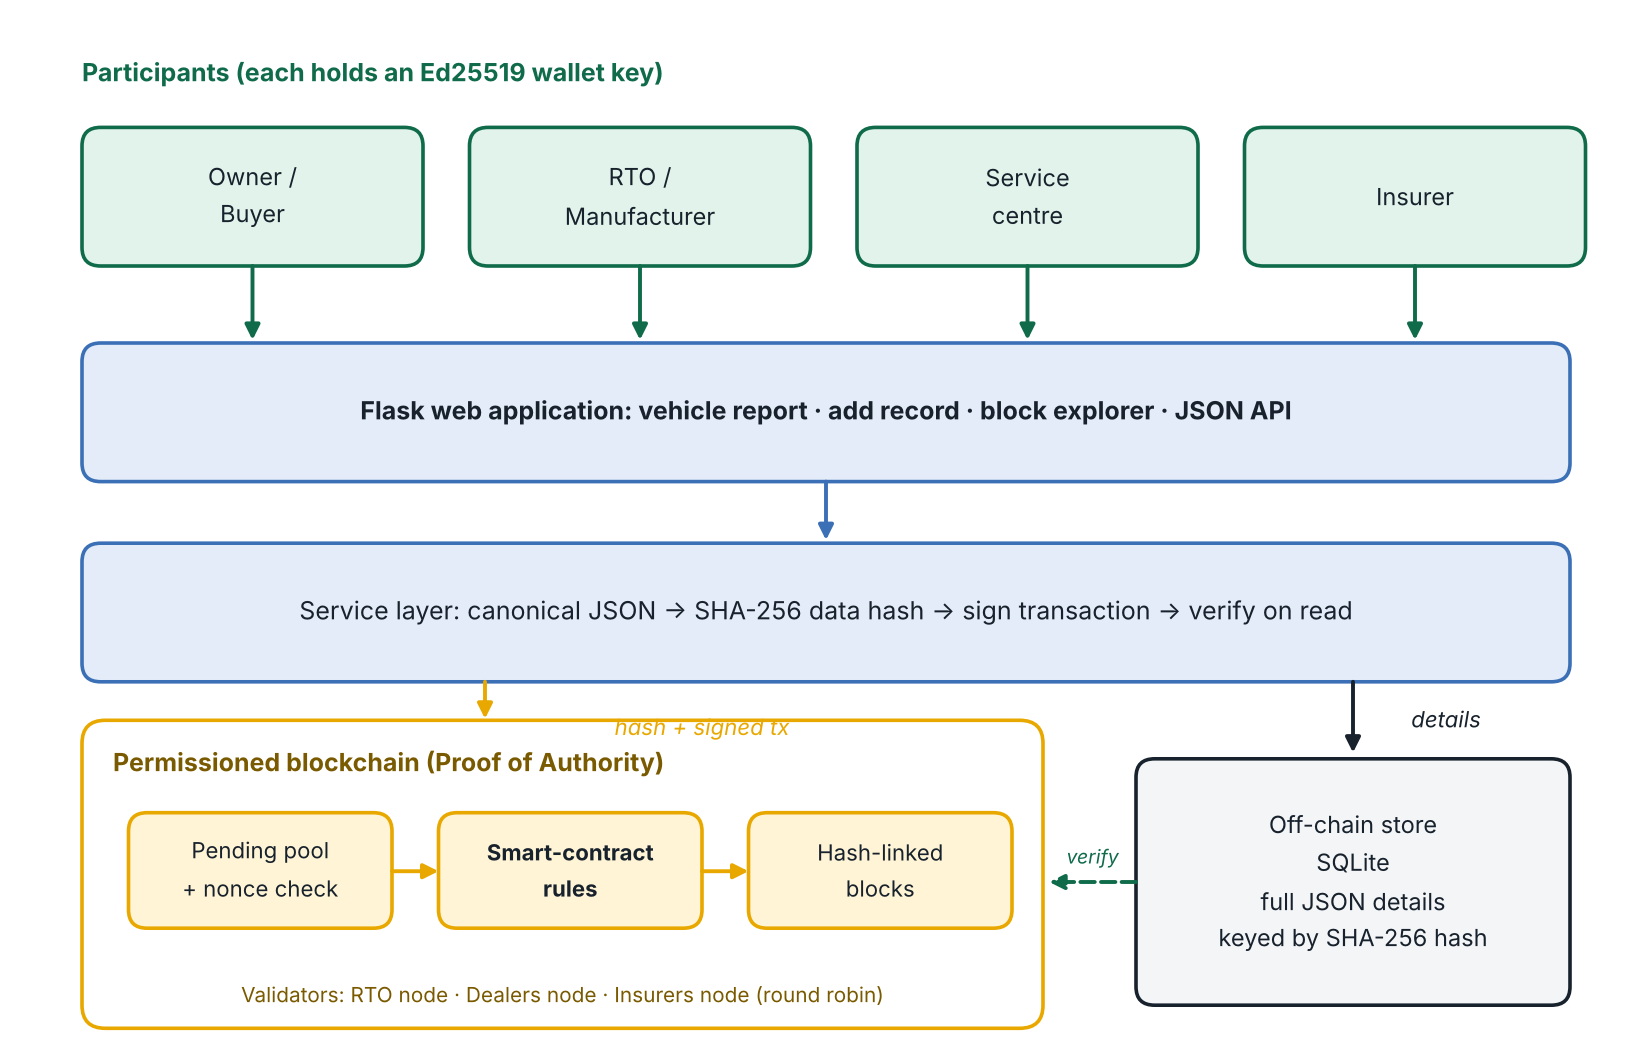 Participants (each holds an Ed25519 wallet key)
Owner /
Buyer
RTO /
Manufacturer
Service
centre
Insurer
Flask web application: vehicle report · add record · block explorer · JSON API
Service layer: canonical JSON → SHA-256 data hash → sign transaction → verify on read
hash + signed tx
details
Permissioned blockchain (Proof of Authority)
Pending pool
+ nonce check
Smart-contract
rules
Hash-linked
blocks
verify
Off-chain store
SQLite
full JSON details
keyed by SHA-256 hash
Validators: RTO node · Dealers node · Insurers node (round robin)